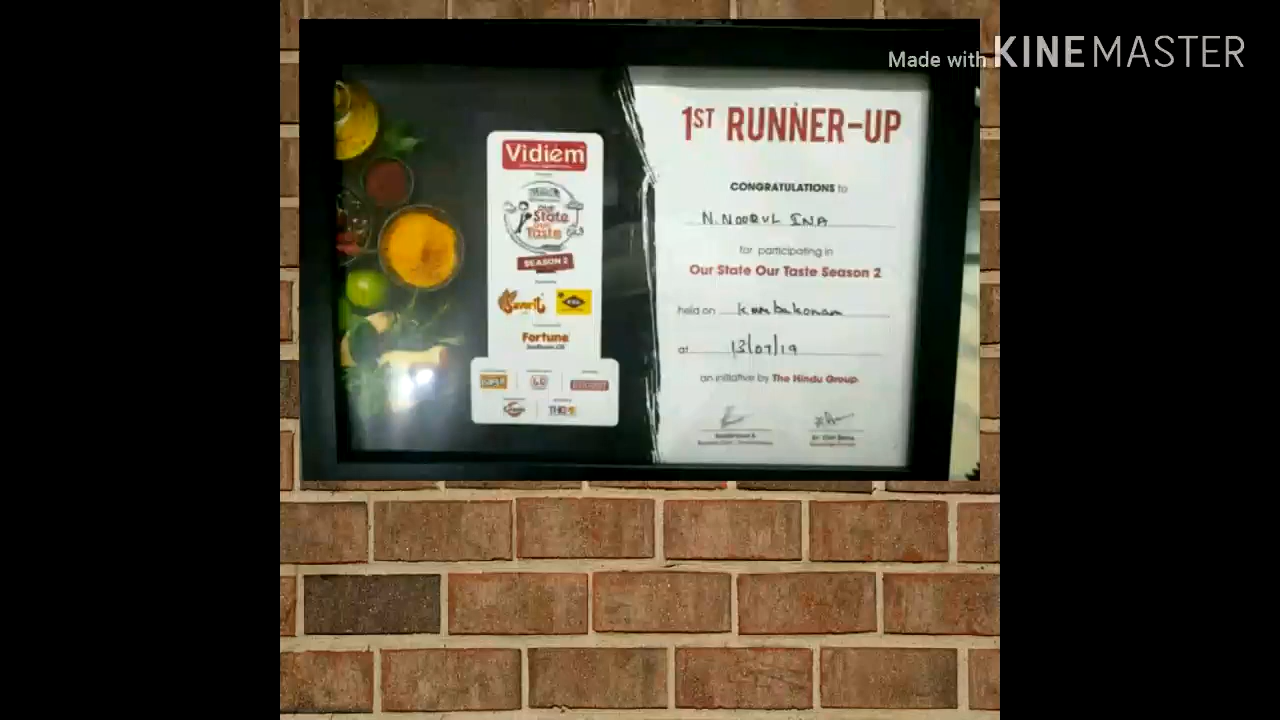 Made with KINEMASTER
1ST RUNNER-UP
CONGRATULATIONS to
N. NOORUL INA
for participating in
Our State Our Taste Season 2
held on Kumbakonam
at 13/07/19
an initiative by The Hindu Group
Vidiem
Our
State
Our
Taste
SEASON 2
Savorit
Fortune